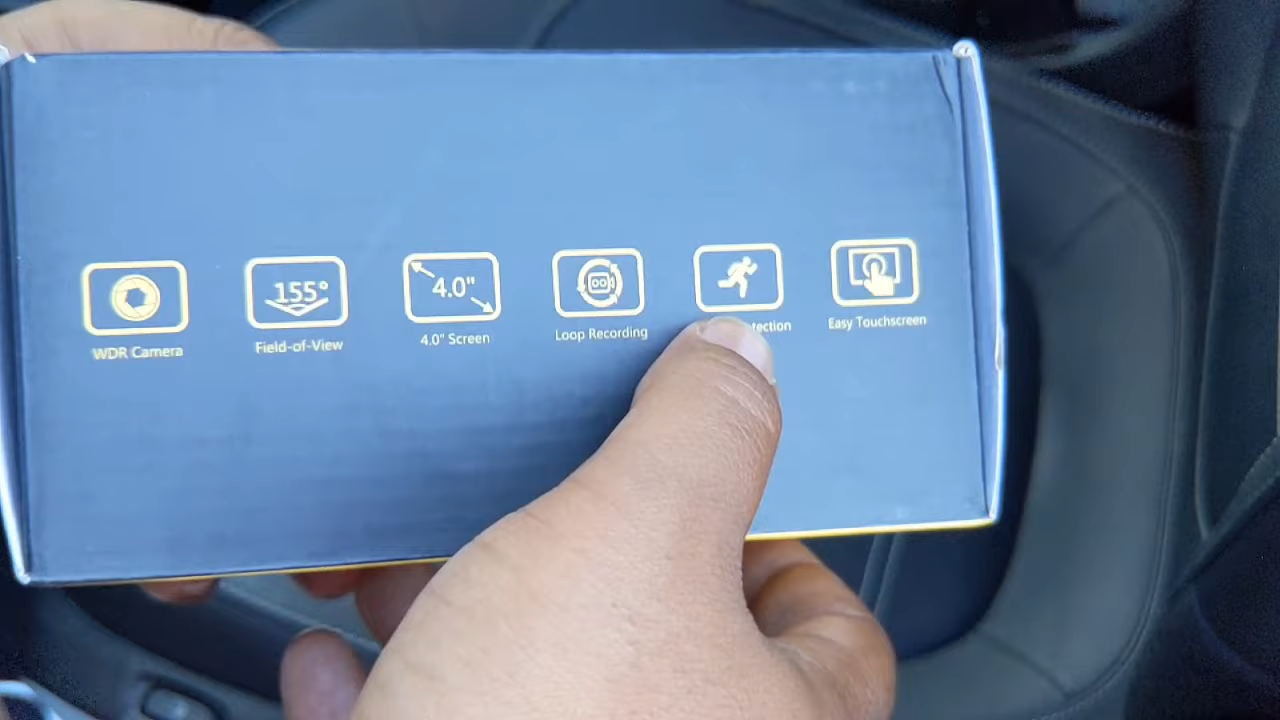 155°
4.0"
WDR Camera
Field-of-View
4.0" Screen
Loop Recording
Easy Touchscreen